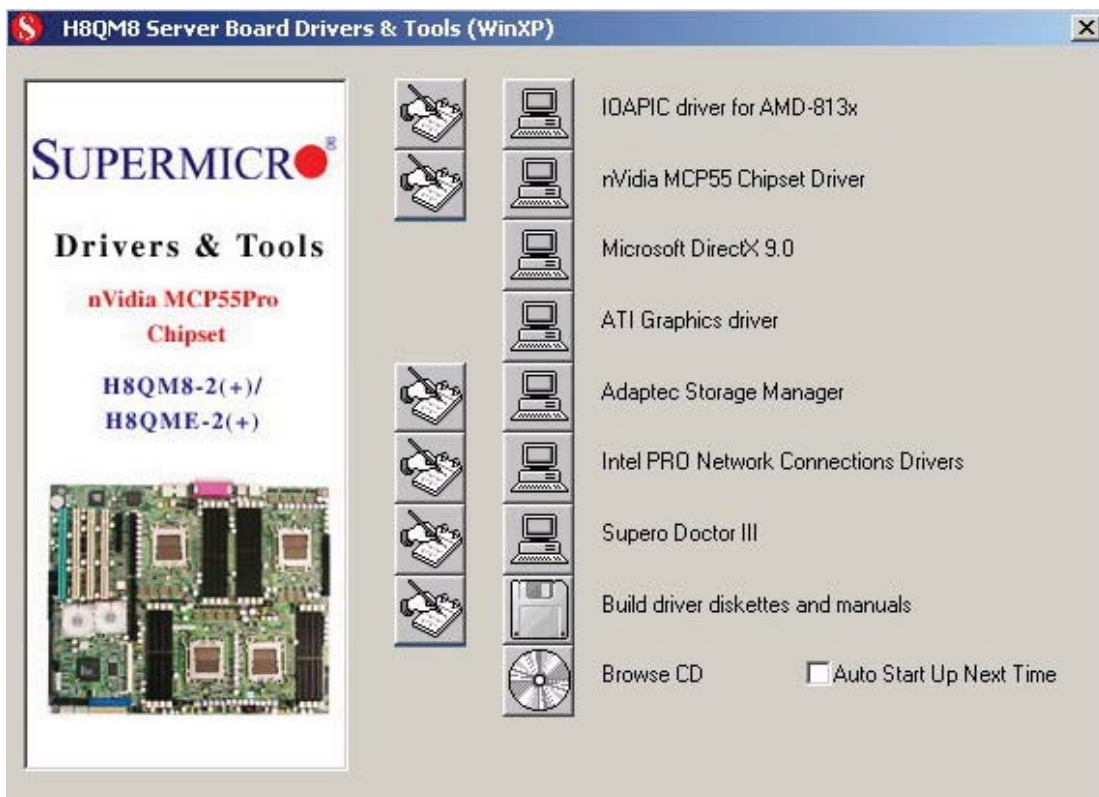 H8QM8 Server Board Drivers & Tools (WinXP)
SUPERMICR®
Drivers & Tools
nVidia MCP55Pro
Chipset
H8QM8-2(+)/
H8QME-2(+)
IOAPIC driver for AMD-813x
nVidia MCP55 Chipset Driver
Microsoft DirectX 9.0
ATI Graphics driver
Adaptec Storage Manager
Intel PRO Network Connections Drivers
Supero Doctor III
Build driver diskettes and manuals
Browse CD
Auto Start Up Next Time